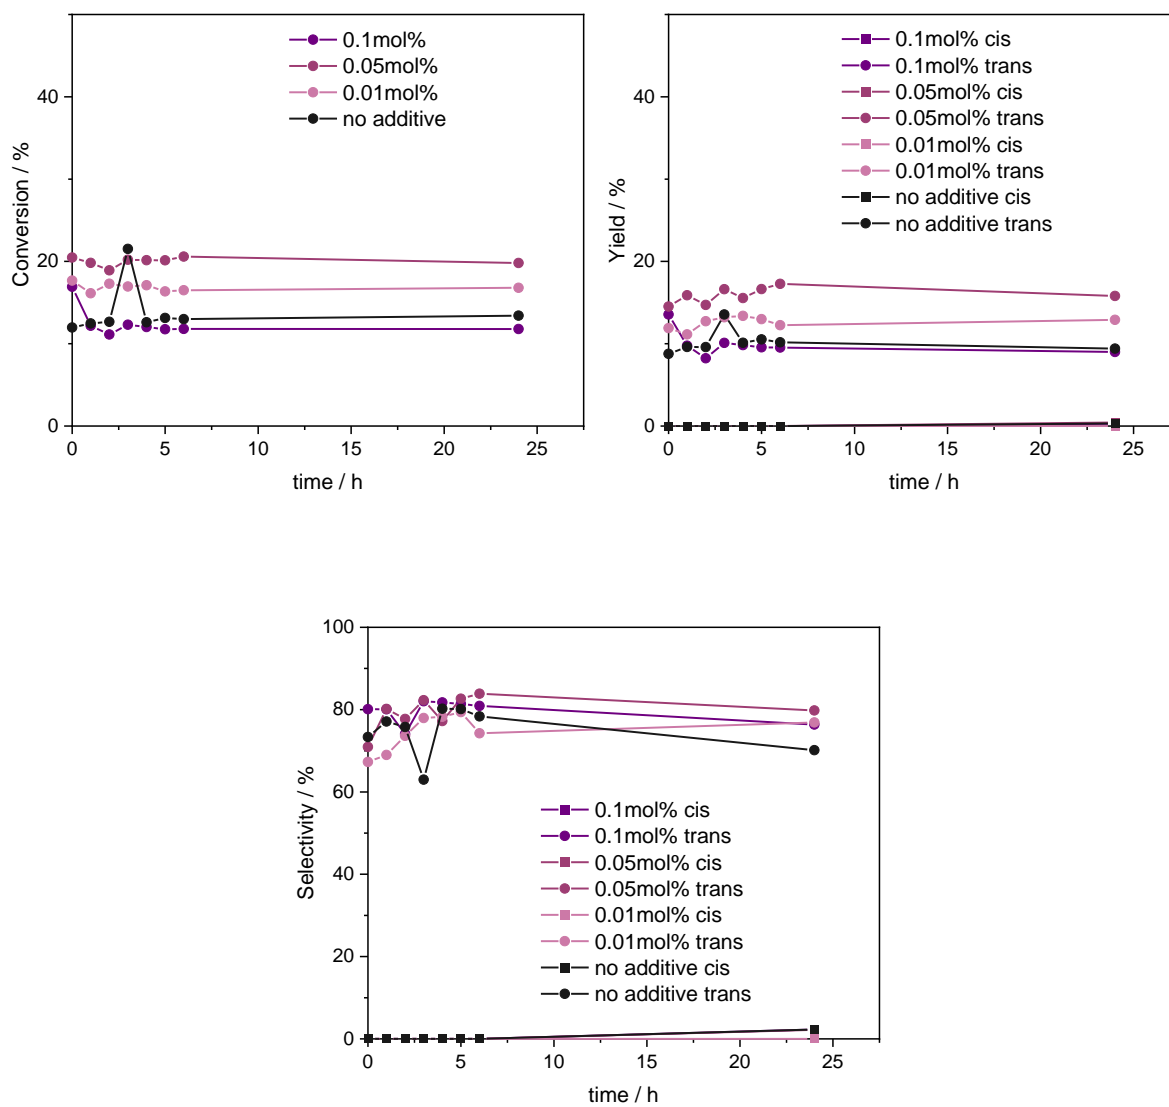 0.1mol%
0.05mol%
0.01mol%
no additive
Conversion / %
40
20
0
0 5 10 15 20 25
time / h
0.1mol% cis
0.1mol% trans
0.05mol% cis
0.05mol% trans
0.01mol% cis
0.01mol% trans
no additive cis
no additive trans
Yield / %
40
20
0
0 5 10 15 20 25
time / h
100
80
60
40
20
0
Selectivity / %
0.1mol% cis
0.1mol% trans
0.05mol% cis
0.05mol% trans
0.01mol% cis
0.01mol% trans
no additive cis
no additive trans
0 5 10 15 20 25
time / h